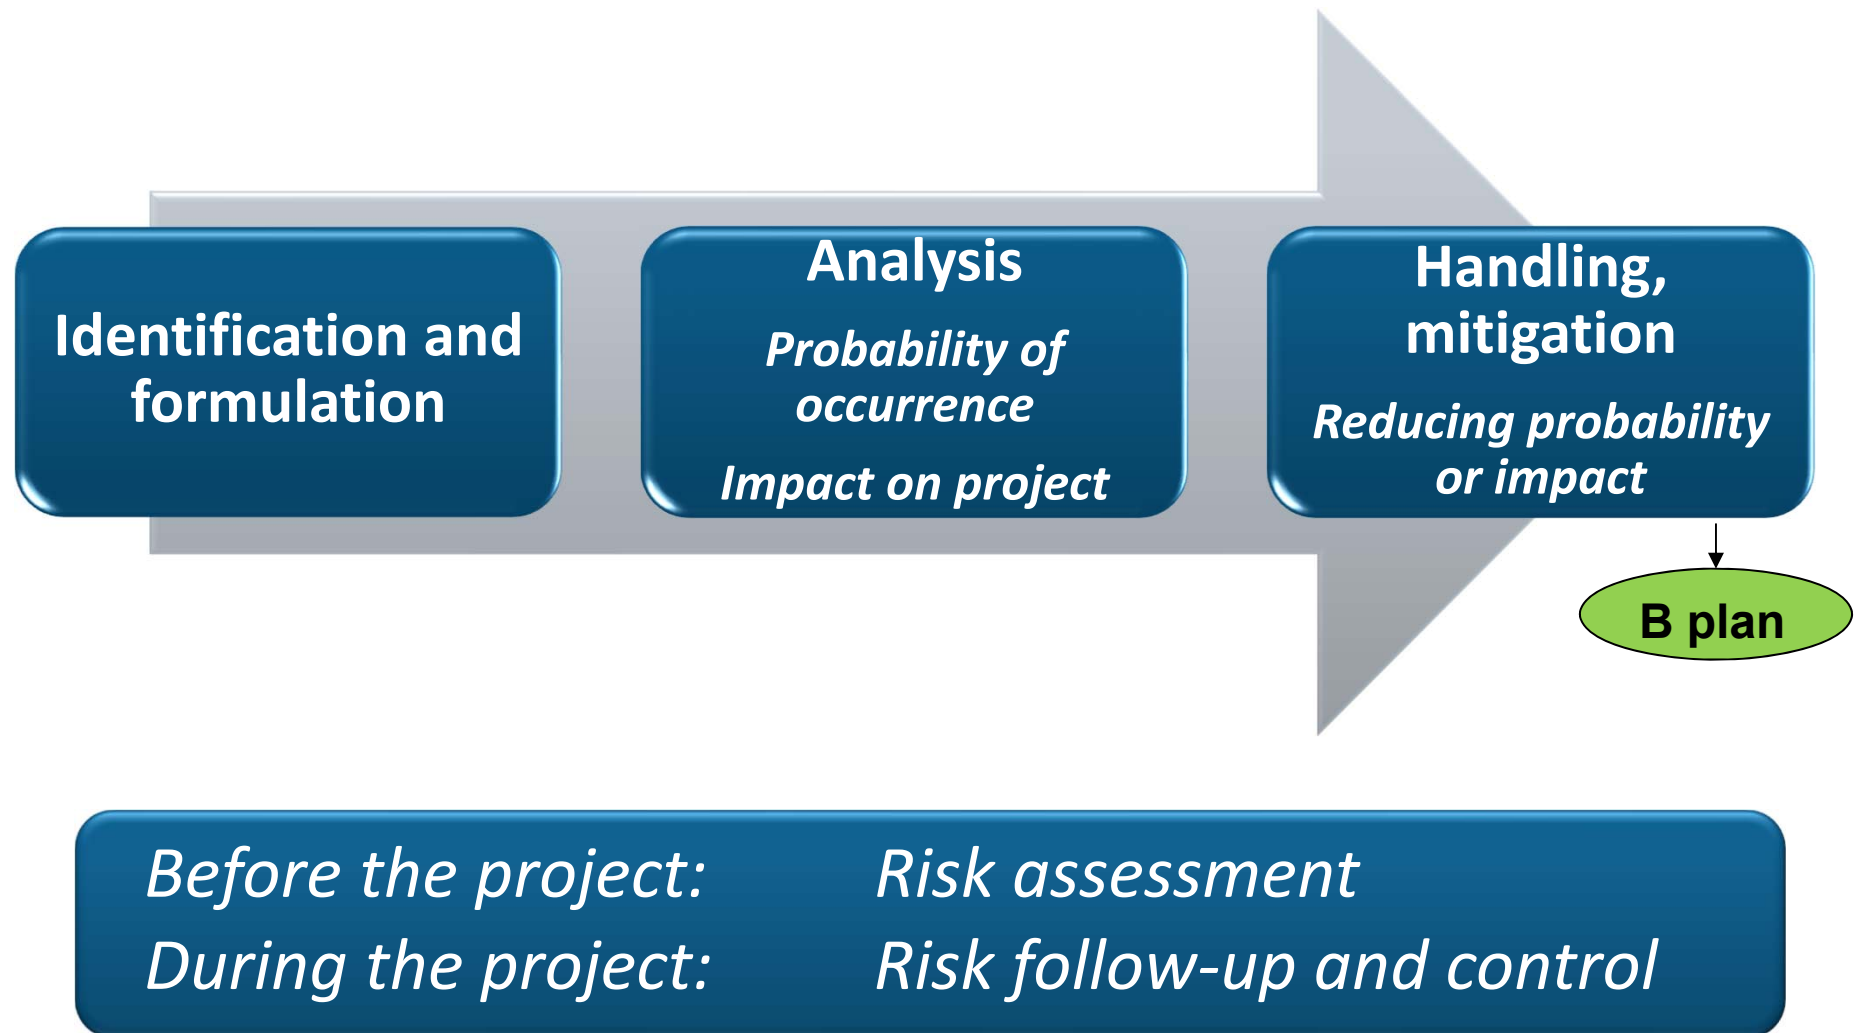 Identification and
formulation
Analysis
Probability of
occurrence
Impact on project
Handling,
mitigation
Reducing probability
or impact
B plan
Before the project: Risk assessment
During the project: Risk follow-up and control